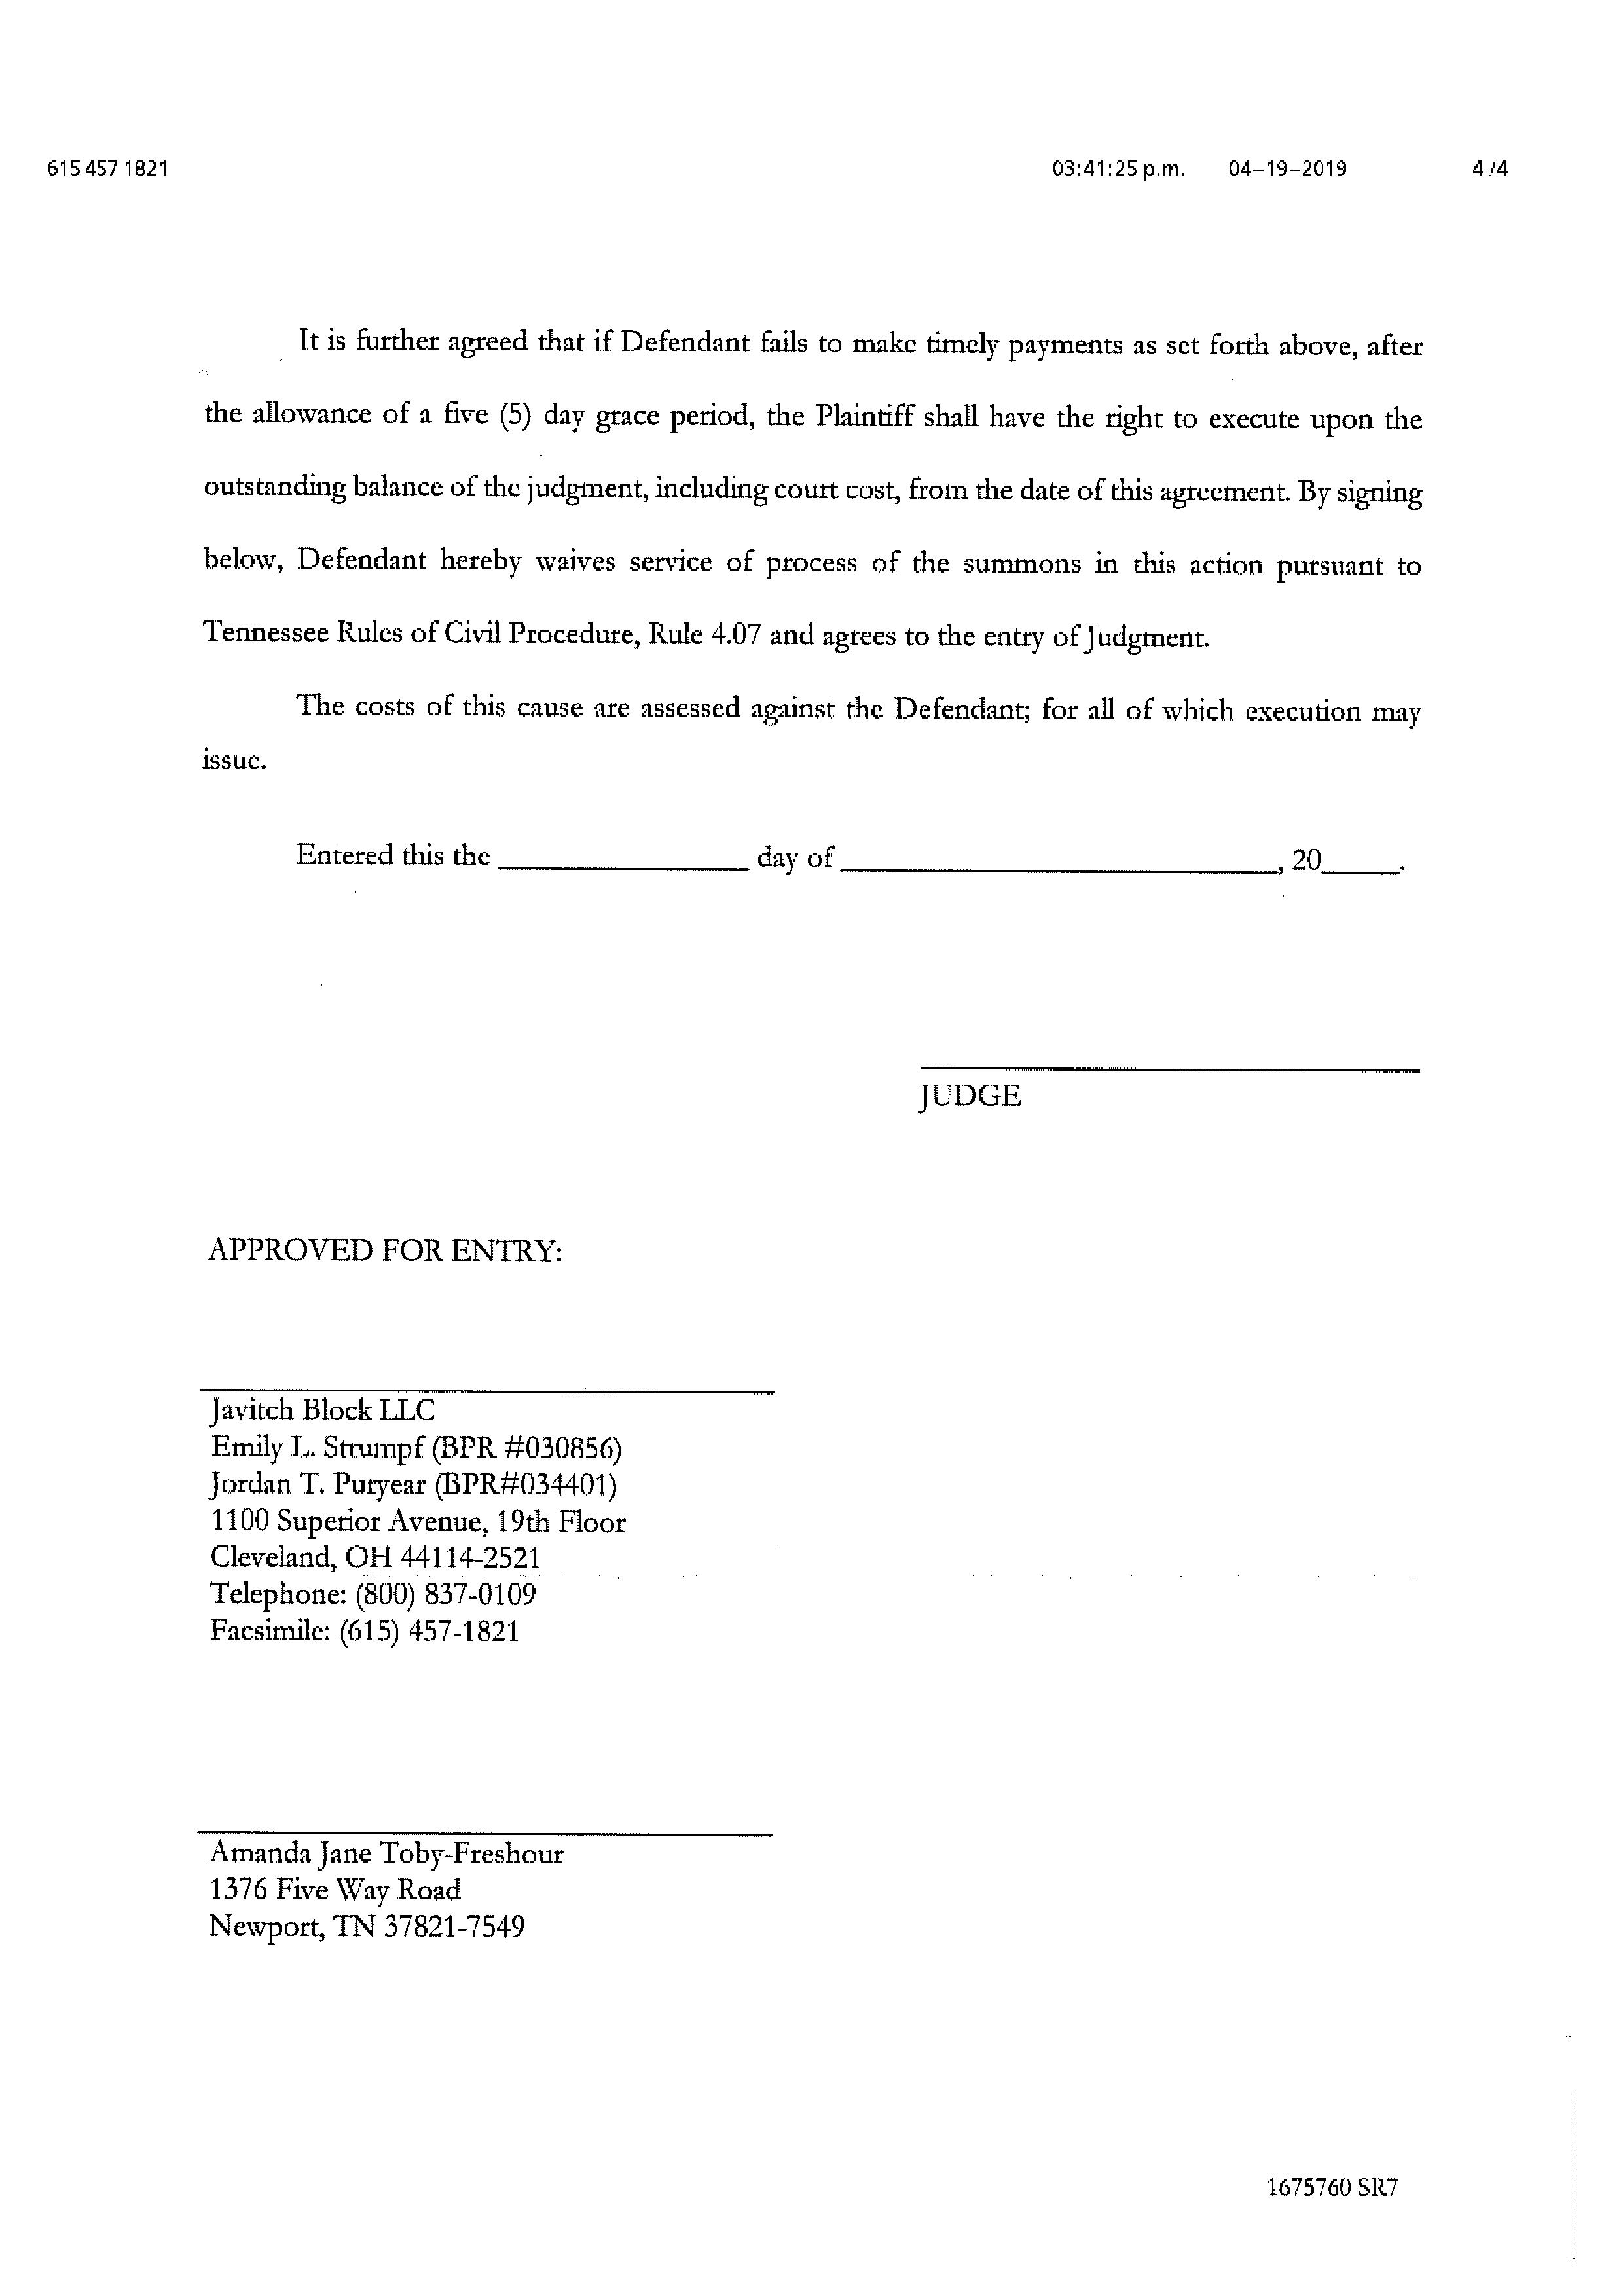 615 457 1821 03:41:25 p.m. 04-19-2019 4 /4
It is further agreed that if Defendant fails to make timely payments as set forth above, after
the allowance of a five (5) day grace period, the Plaintiff shall have the right to execute upon the
outstanding balance of the judgment, including court cost, from the date of this agreement. By signing
below, Defendant hereby waives service of process of the summons in this action pursuant to
Tennessee Rules of Civil Procedure, Rule 4.07 and agrees to the entry of Judgment.
The costs of this cause are assessed against the Defendant; for all of which execution may
issue.
Entered this the ____________ day of ____________________, 20____.
JUDGE
APPROVED FOR ENTRY:
Javitch Block LLC
Emily L. Strumpf (BPR #030856)
Jordan T. Puryear (BPR#034401)
1100 Superior Avenue, 19th Floor
Cleveland, OH 44114-2521
Telephone: (800) 837-0109
Facsimile: (615) 457-1821
Amanda Jane Toby-Freshour
1376 Five Way Road
Newport, TN 37821-7549
1675760 SR7